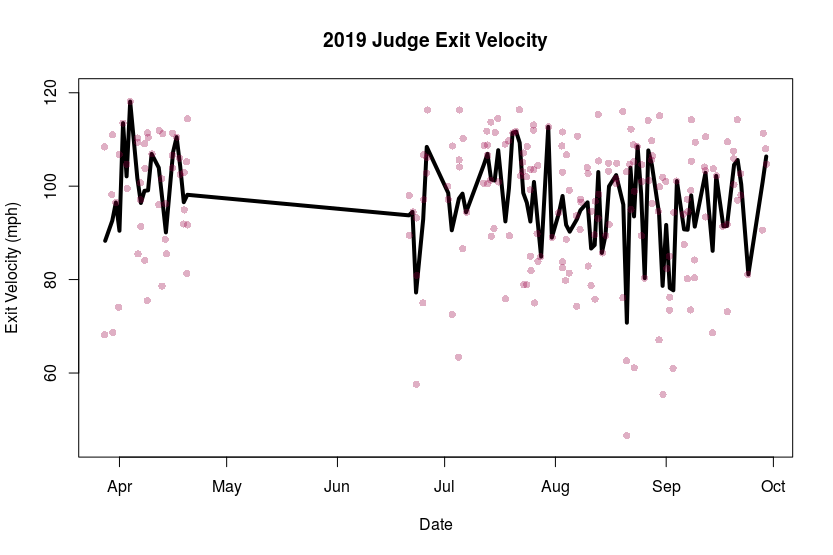 2019 Judge Exit Velocity
Exit Velocity (mph)
120
100
80
60
Apr May Jun Jul Aug Sep Oct
Date